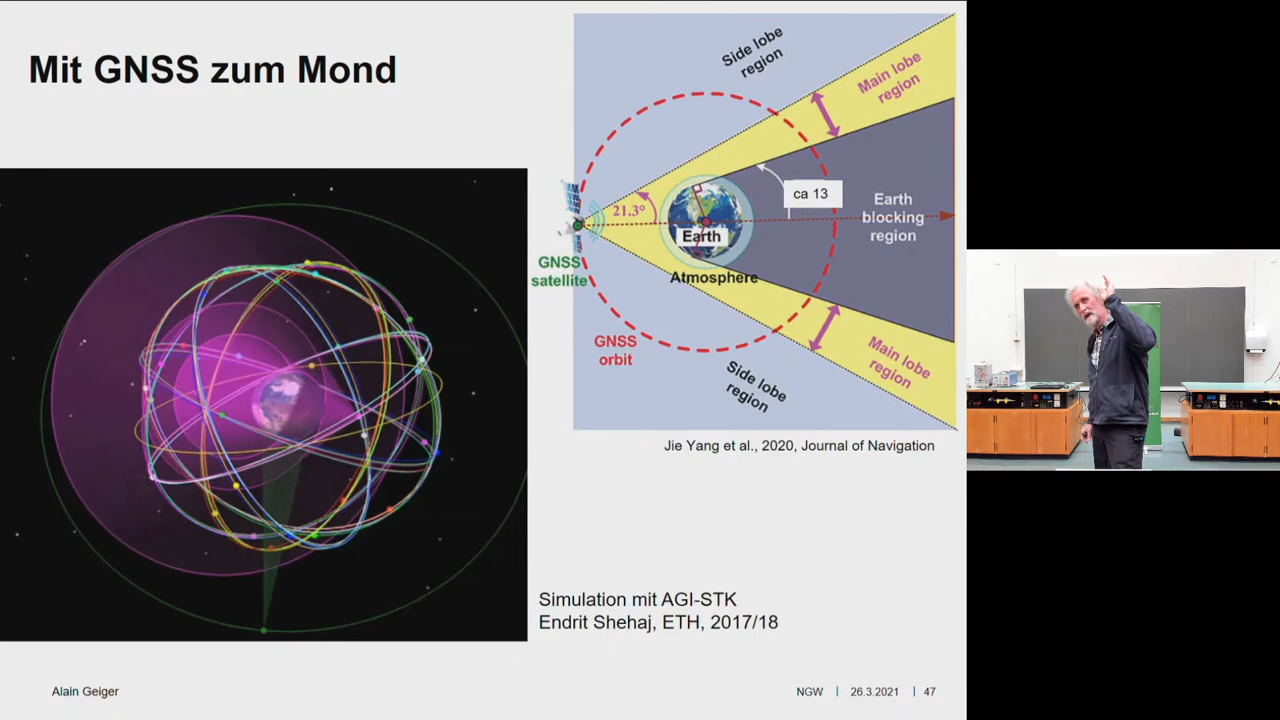 Mit GNSS zum Mond
Side lobe
region
Main lobe
region
21.3°
ca 13
Earth
blocking
region
Earth
GNSS
satellite
Atmosphere
GNSS
orbit
Side lobe
region
Main lobe
region
Jie Yang et al., 2020, Journal of Navigation
Simulation mit AGI-STK
Endrit Shehaj, ETH, 2017/18
Alain Geiger
NGW | 26.3.2021 | 47